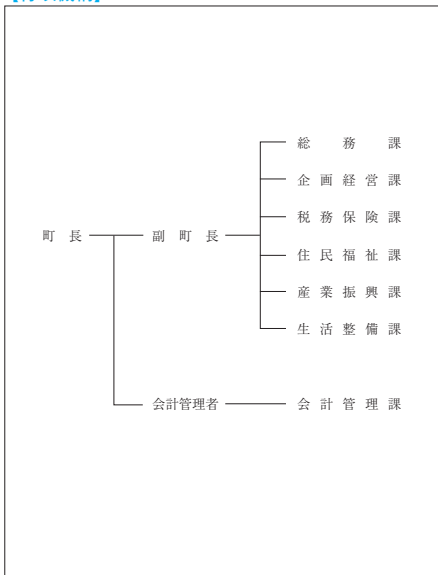 総務課
企画経営課
税務保険課
町長 副町長
住民福祉課
産業振興課
生活整備課
会計管理者 会計管理課